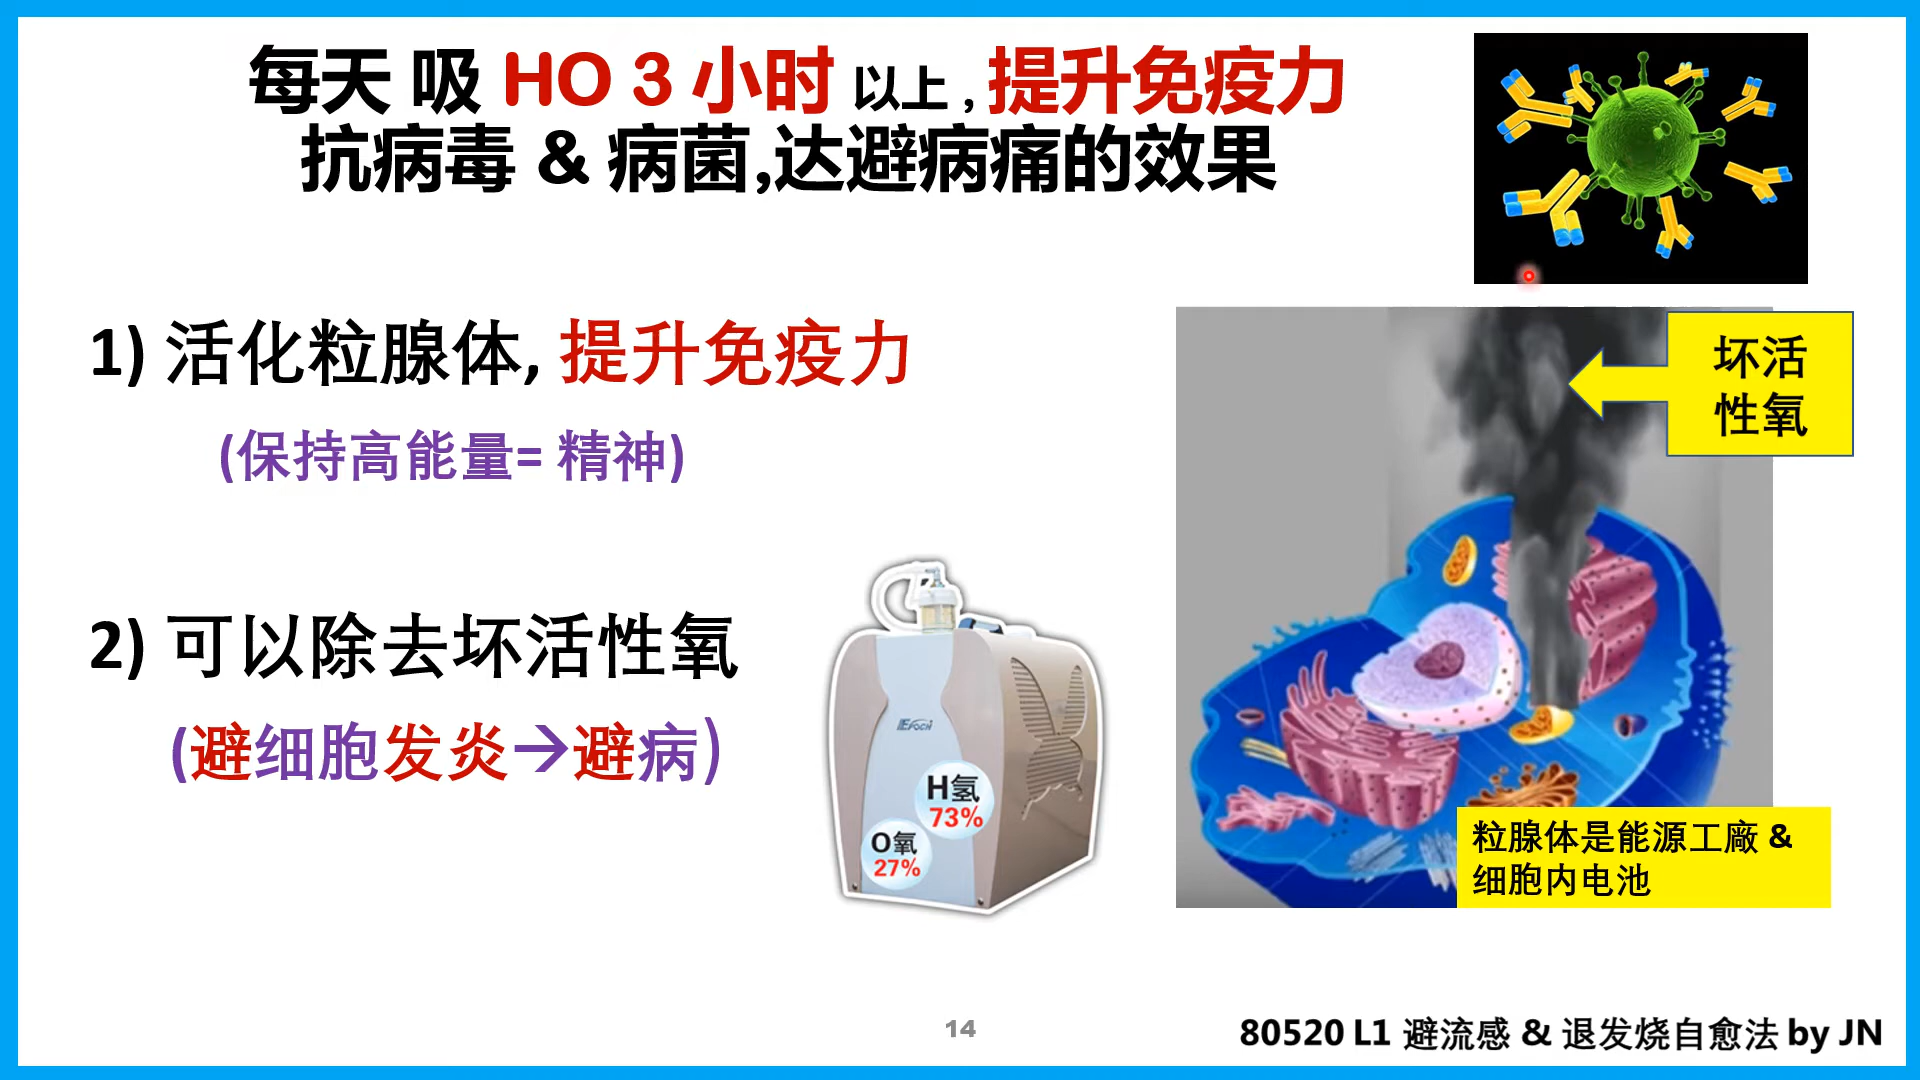 每天 吸 HO 3 小时 以上 , 提升免疫力
抗病毒 & 病菌,达避病痛的效果
1) 活化粒腺体, 提升免疫力
(保持高能量= 精神)
2) 可以除去坏活性氧
(避细胞发炎→避病)
EPOCH
H氢
73%
O氧
27%
坏活
性氧
粒腺体是能源工廠 &
细胞内电池
14
80520 L1 避流感 & 退发烧自愈法 by JN